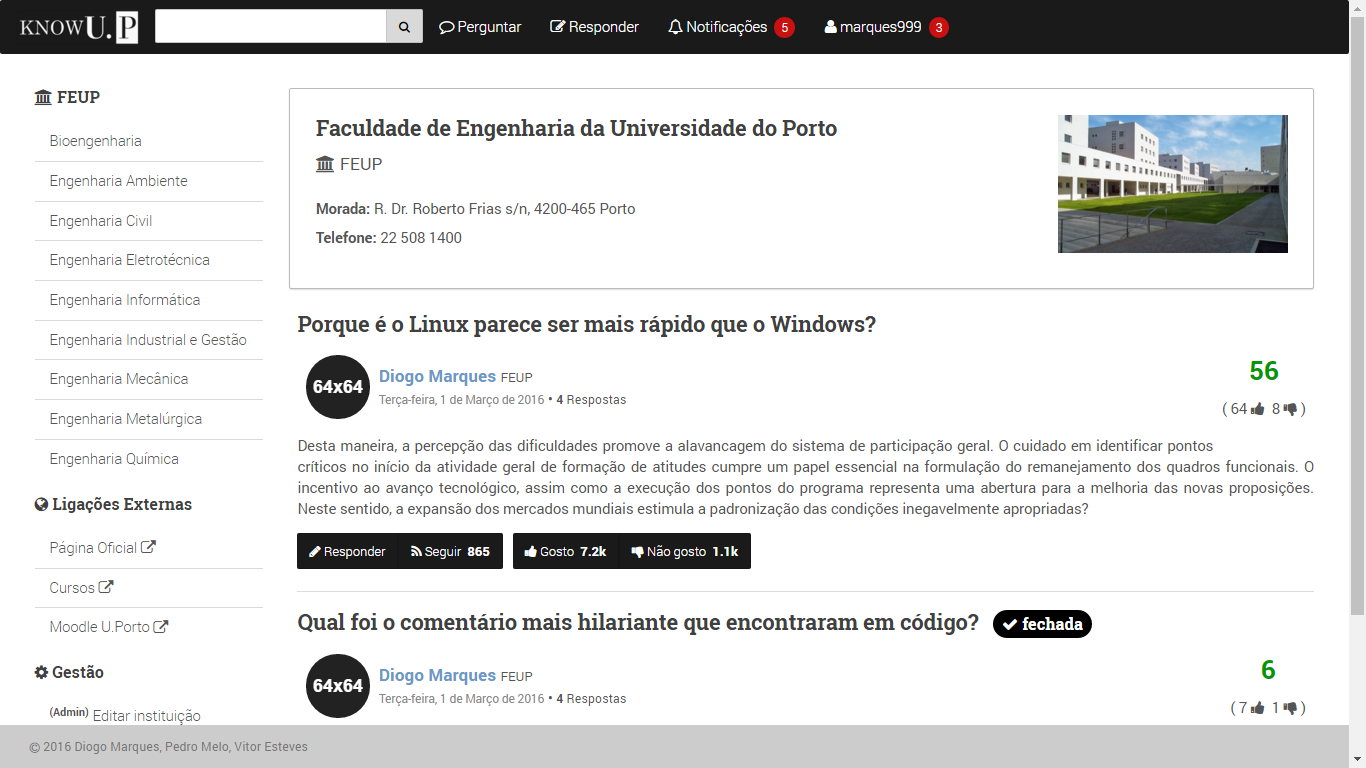 KNOWU.P Perguntar Responder Notificações 5 marques999 3
FEUP
Bioengenharia
Engenharia Ambiente
Engenharia Civil
Engenharia Eletrotécnica
Engenharia Informática
Engenharia Industrial e Gestão
Engenharia Mecânica
Engenharia Metalúrgica
Engenharia Química
Ligações Externas
Página Oficial
Cursos
Moodle U.Porto
Gestão
(Admin) Editar instituição
Faculdade de Engenharia da Universidade do Porto
FEUP
Morada: R. Dr. Roberto Frias s/n, 4200-465 Porto
Telefone: 22 508 1400
Porque é o Linux parece ser mais rápido que o Windows?
64x64
Diogo Marques FEUP
Terça-feira, 1 de Março de 2016 • 4 Respostas
56
( 64 8 )
Desta maneira, a percepção das dificuldades promove a alavancagem do sistema de participação geral. O cuidado em identificar pontos
críticos no início da atividade geral de formação de atitudes cumpre um papel essencial na formulação do remanejamento dos quadros funcionais. O
incentivo ao avanço tecnológico, assim como a execução dos pontos do programa representa uma abertura para a melhoria das novas proposições.
Neste sentido, a expansão dos mercados mundiais estimula a padronização das condições inegavelmente apropriadas?
Responder Seguir 865 Gosto 7.2k Não gosto 1.1k
Qual foi o comentário mais hilariante que encontraram em código? fechada
64x64
Diogo Marques FEUP
Terça-feira, 1 de Março de 2016 • 4 Respostas
6
( 7 1 )
© 2016 Diogo Marques, Pedro Melo, Vitor Esteves